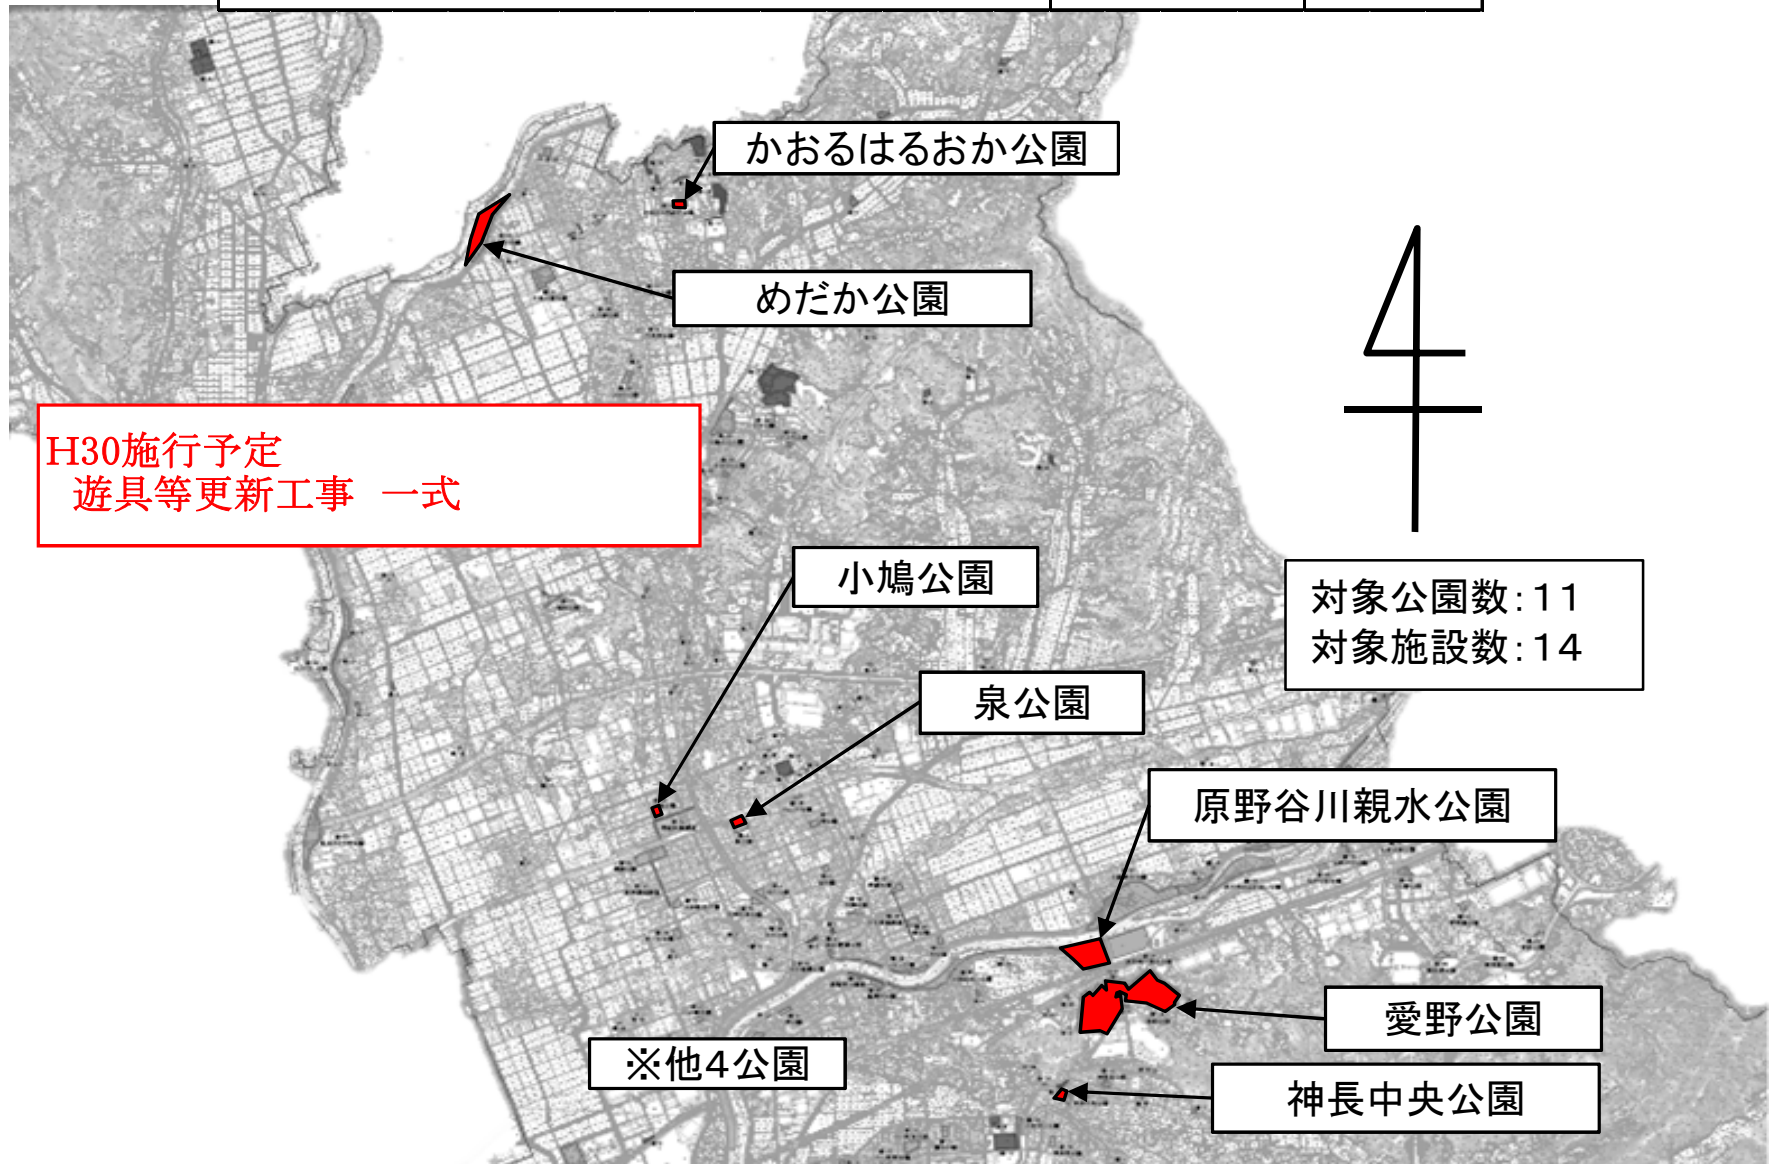 かおるはるおか公園
めだか公園
H30施行予定
遊具等更新工事　一式
小鳩公園
対象公園数：11
対象施設数：14
泉公園
原野谷川親水公園
愛野公園
※他4公園
神長中央公園